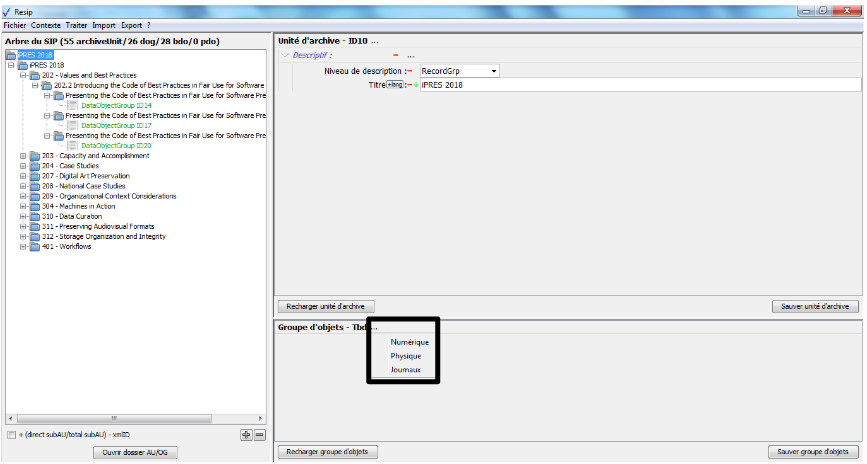 Resip
Fichier Contexte Traiter Import Export ?
Arbre du SIP (55 archiveUnit/26 dog/28 bdo/0 pdo)
iPRES 2018
iPRES 2018
202 - Values and Best Practices
202.2 Introducing the Code of Best Practices in Fair Use for Software
Presenting the Code of Best Practices in Fair Use for Software Pre
DataObjectGroup ID14
Presenting the Code of Best Practices in Fair Use for Software Pre
DataObjectGroup ID17
Presenting the Code of Best Practices in Fair Use for Software Pre
DataObjectGroup ID20
203 - Capacity and Accomplishment
204 - Case Studies
207 - Digital Art Preservation
208 - National Case Studies
209 - Organizational Context Considerations
304 - Machines in Action
310 - Data Curation
311 - Preserving Audiovisual Formats
312 - Storage Organization and Integrity
401 - Workflows
+ (direct subAU/total subAU) - xmlID
Ouvrir dossier AU/OG
Unité d'archive - ID10 ...
Descriptif : − ...
Niveau de description :− RecordGrp
Titre +lang :−+ iPRES 2018
Recharger unité d'archive
Sauver unité d'archive
Groupe d'objets - Tbd ...
Numérique
Physique
Journaux
Recharger groupe d'objets
Sauver groupe d'objets